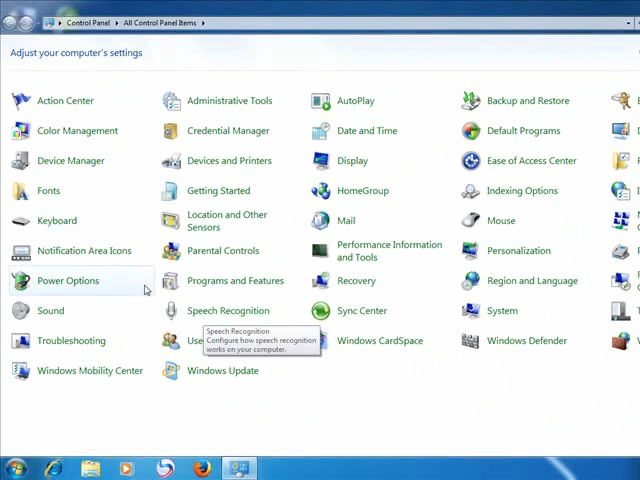 Control Panel All Control Panel Items
Adjust your computer's settings
Action Center Administrative Tools AutoPlay Backup and Restore
Color Management Credential Manager Date and Time Default Programs
Device Manager Devices and Printers Display Ease of Access Center
Fonts Getting Started HomeGroup Indexing Options
Keyboard Location and Other Sensors Mail Mouse
Notification Area Icons Parental Controls Performance Information and Tools Personalization
Power Options Programs and Features Recovery Region and Language
Sound Speech Recognition Sync Center System
Speech Recognition
Configure how speech recognition
works on your computer.
Troubleshooting Use Windows CardSpace Windows Defender
Windows Mobility Center Windows Update